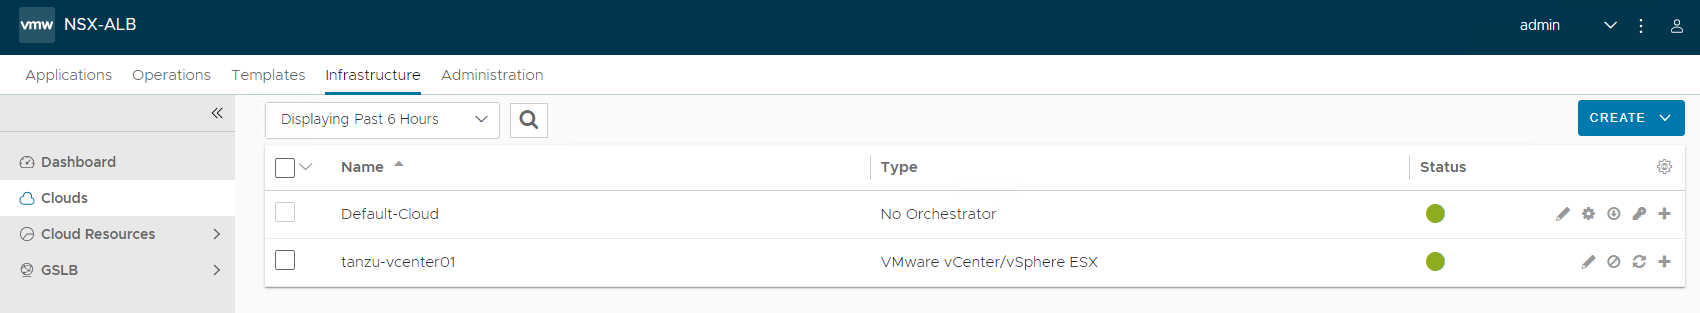 vmw NSX-ALB admin
Applications Operations Templates Infrastructure Administration
Displaying Past 6 Hours CREATE
Dashboard
Clouds
Cloud Resources
GSLB
Name Type Status
Default-Cloud No Orchestrator
tanzu-vcenter01 VMware vCenter/vSphere ESX